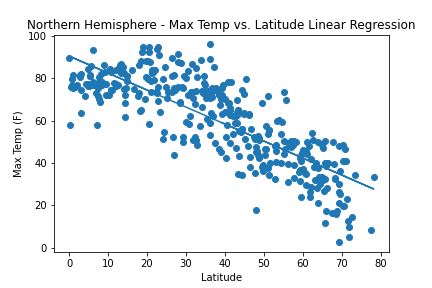 Northern Hemisphere - Max Temp vs. Latitude Linear Regression
100
80
60
40
20
0
Max Temp (F)
0 10 20 30 40 50 60 70 80
Latitude